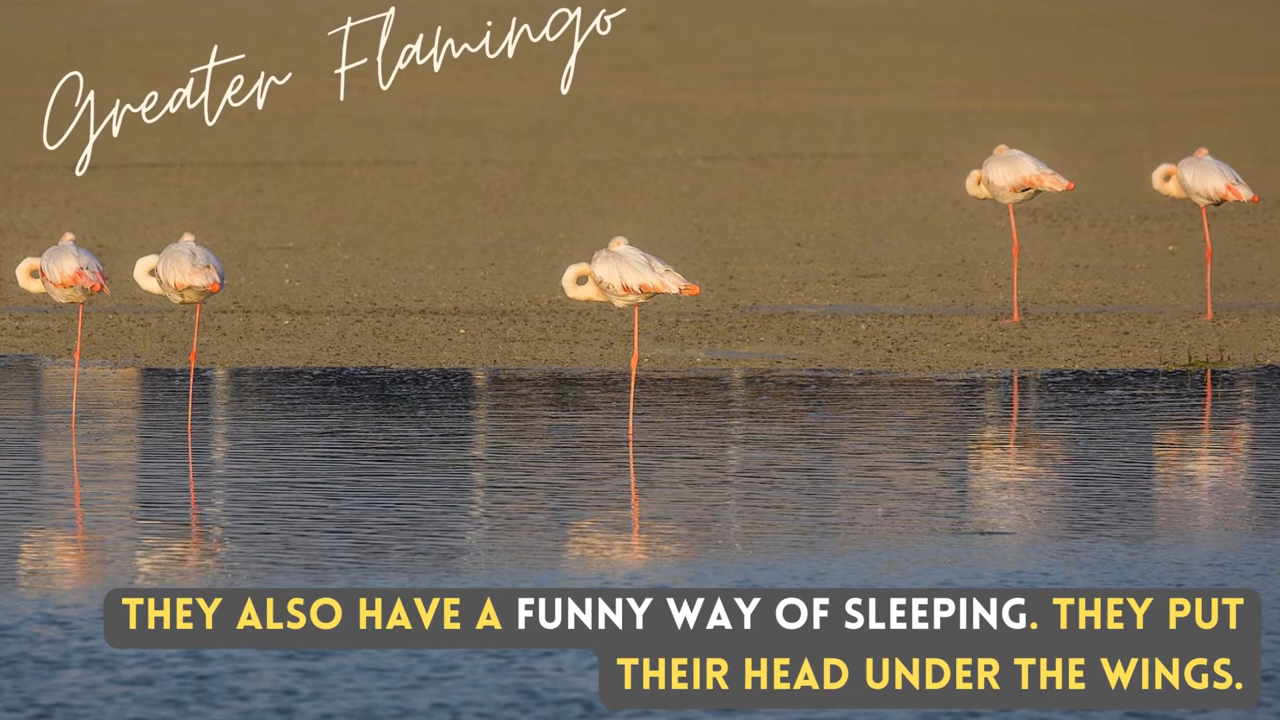 Greater Flamingo
THEY ALSO HAVE A FUNNY WAY OF SLEEPING. THEY PUT
THEIR HEAD UNDER THE WINGS.